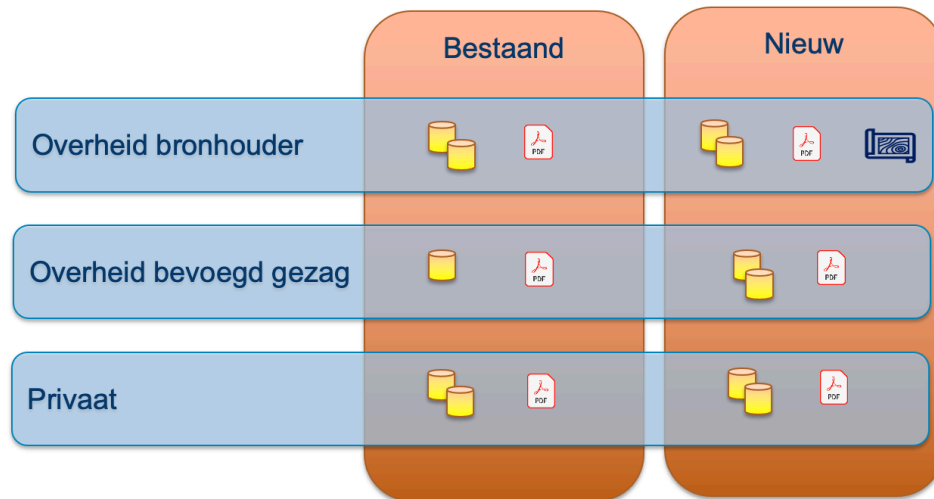 Bestaand
Nieuw
Overheid bronhouder
PDF
PDF
Overheid bevoegd gezag
PDF
PDF
Privaat
PDF
PDF